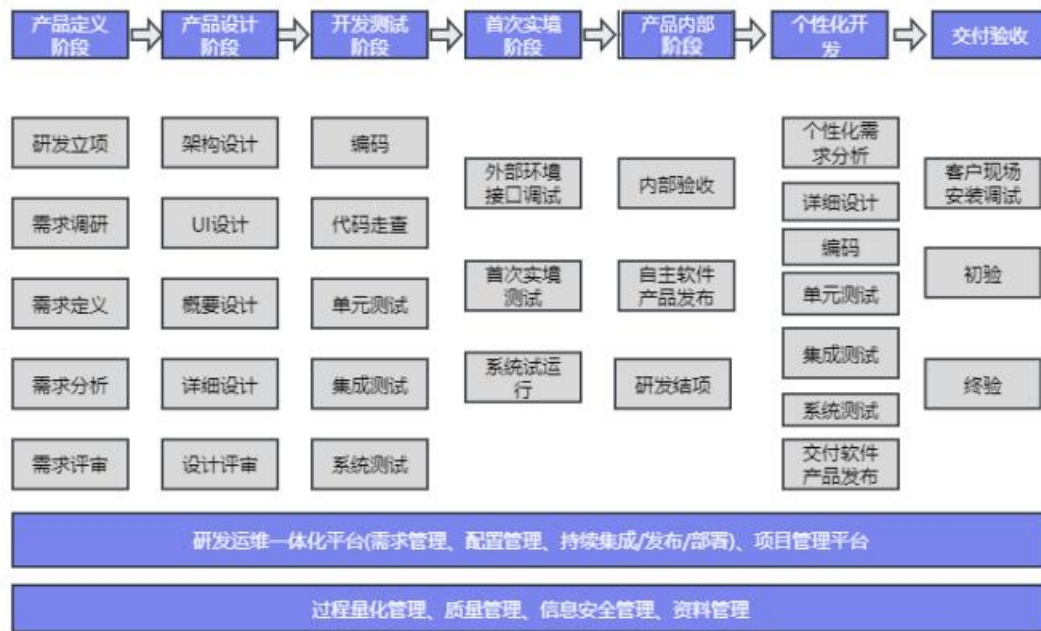 产品定义
阶段
产品设计
阶段
开发测试
阶段
首次实境
阶段
产品内部
阶段
个性化开
发
交付验收
研发立项
需求调研
需求定义
需求分析
需求评审
架构设计
UI设计
概要设计
详细设计
设计评审
编码
代码走查
单元测试
集成测试
系统测试
外部环境
接口调试
首次实境
测试
系统试运
行
内部验收
自主软件
产品发布
研发结项
个性化需
求分析
详细设计
编码
单元测试
集成测试
系统测试
交付软件
产品发布
客户现场
安装调试
初验
终验
研发运维一体化平台(需求管理、配置管理、持续集成/发布/部署)、项目管理平台
过程量化管理、质量管理、信息安全管理、资料管理